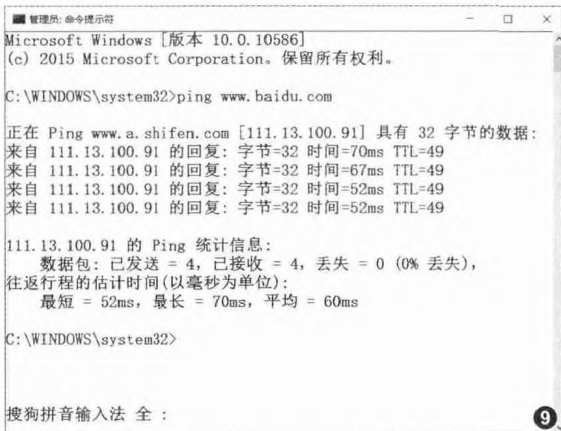 管理员: 命令提示符
Microsoft Windows [版本 10.0.10586]
(c) 2015 Microsoft Corporation。保留所有权利。
C:\WINDOWS\system32>ping www.baidu.com
正在 Ping www.a.shifen.com [111.13.100.91] 具有 32 字节的数据:
来自 111.13.100.91 的回复: 字节=32 时间=70ms TTL=49
来自 111.13.100.91 的回复: 字节=32 时间=67ms TTL=49
来自 111.13.100.91 的回复: 字节=32 时间=52ms TTL=49
来自 111.13.100.91 的回复: 字节=32 时间=52ms TTL=49
111.13.100.91 的 Ping 统计信息:
数据包: 已发送 = 4，已接收 = 4，丢失 = 0 (0% 丢失)，
往返行程的估计时间(以毫秒为单位):
最短 = 52ms，最长 = 70ms，平均 = 60ms
C:\WINDOWS\system32>
搜狗拼音输入法 全 :
9